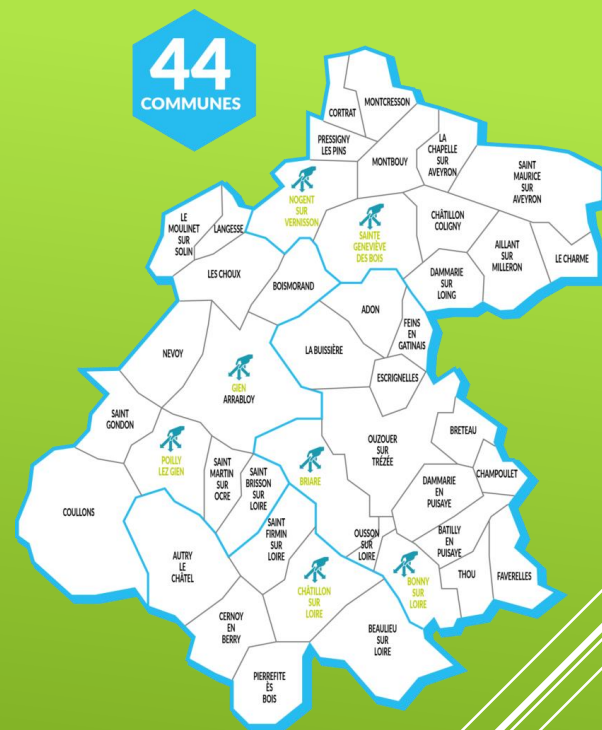 44
COMMUNES
CORTRAT
MONTCRESSON
PRESSIGNY
LES PINS
MONTBOUY
LA
CHAPELLE
SUR
AVEYRON
SAINT
MAURICE
SUR
AVEYRON
NOGENT
SUR
VERNISSON
SAINTE
GENEVIÈVE
DES BOIS
CHÂTILLON
COLIGNY
LE
MOULINET
SUR
SOLIN
LANGESSE
AILLANT
SUR
MILLERON
LE CHARME
LES CHOUX
BOISMORAND
DAMMARIE
SUR
LOING
ADON
FEINS
EN
GATINAIS
NEVOY
LA BUISSIÈRE
ESCRIGNELLES
GIEN
ARRABLOY
SAINT
GONDON
BRETEAU
OUZOUER
SUR
TRÉZÉE
POILLY
LEZ GIEN
SAINT
MARTIN
SUR
OCRE
SAINT
BRISSON
SUR
LOIRE
BRIARE
CHAMPOULET
DAMMARIE
EN
PUISAYE
COULLONS
SAINT
FIRMIN
SUR
LOIRE
OUSSON
SUR
LOIRE
BATILLY
EN
PUISAYE
AUTRY
LE
CHÂTEL
CHÂTILLON
SUR
LOIRE
BONNY
SUR
LOIRE
THOU
FAVERELLES
CERNOY
EN
BERRY
BEAULIEU
SUR
LOIRE
PIERREFITE
ÈS
BOIS